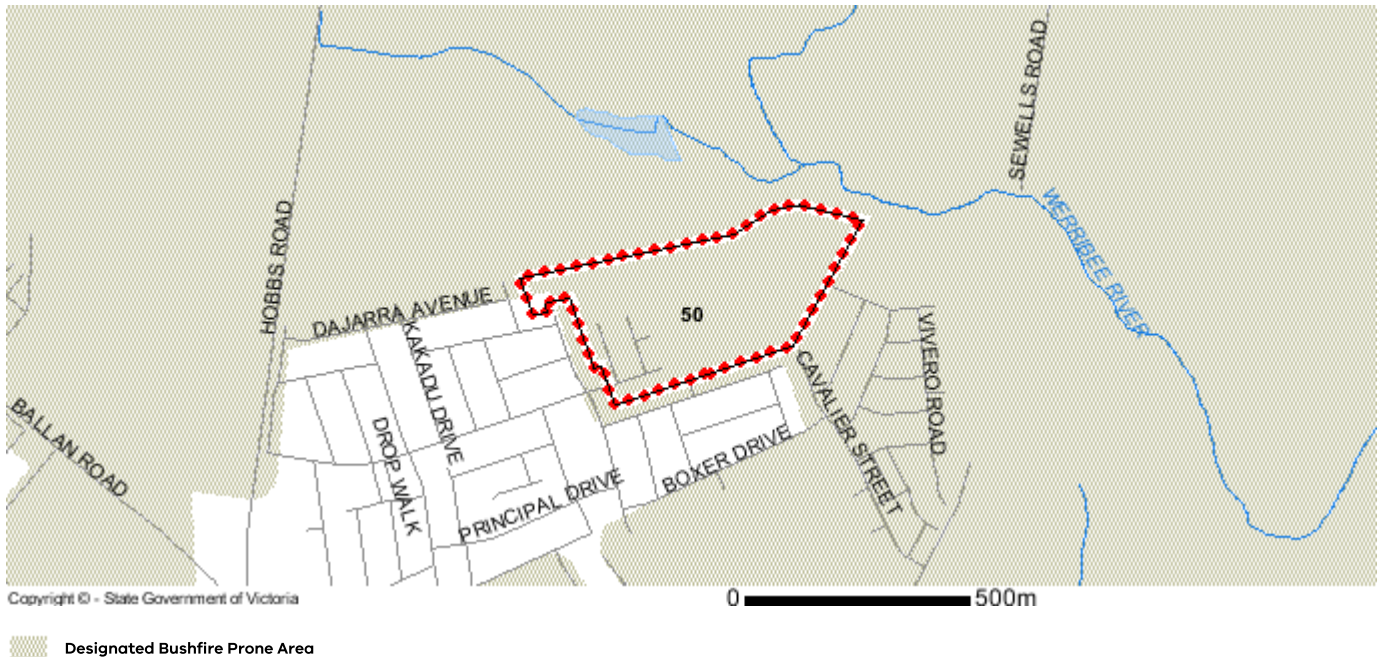 SEWELLS ROAD
HOBBS ROAD
WERRIBEE RIVER
DAJARRA AVENUE
50
KAKADU DRIVE
VIVERO ROAD
CAVALIER STREET
BALLAN ROAD
DROP WALK
BOXER DRIVE
PRINCIPAL DRIVE
Copyright © - State Government of Victoria
0 500m
Designated Bushfire Prone Area